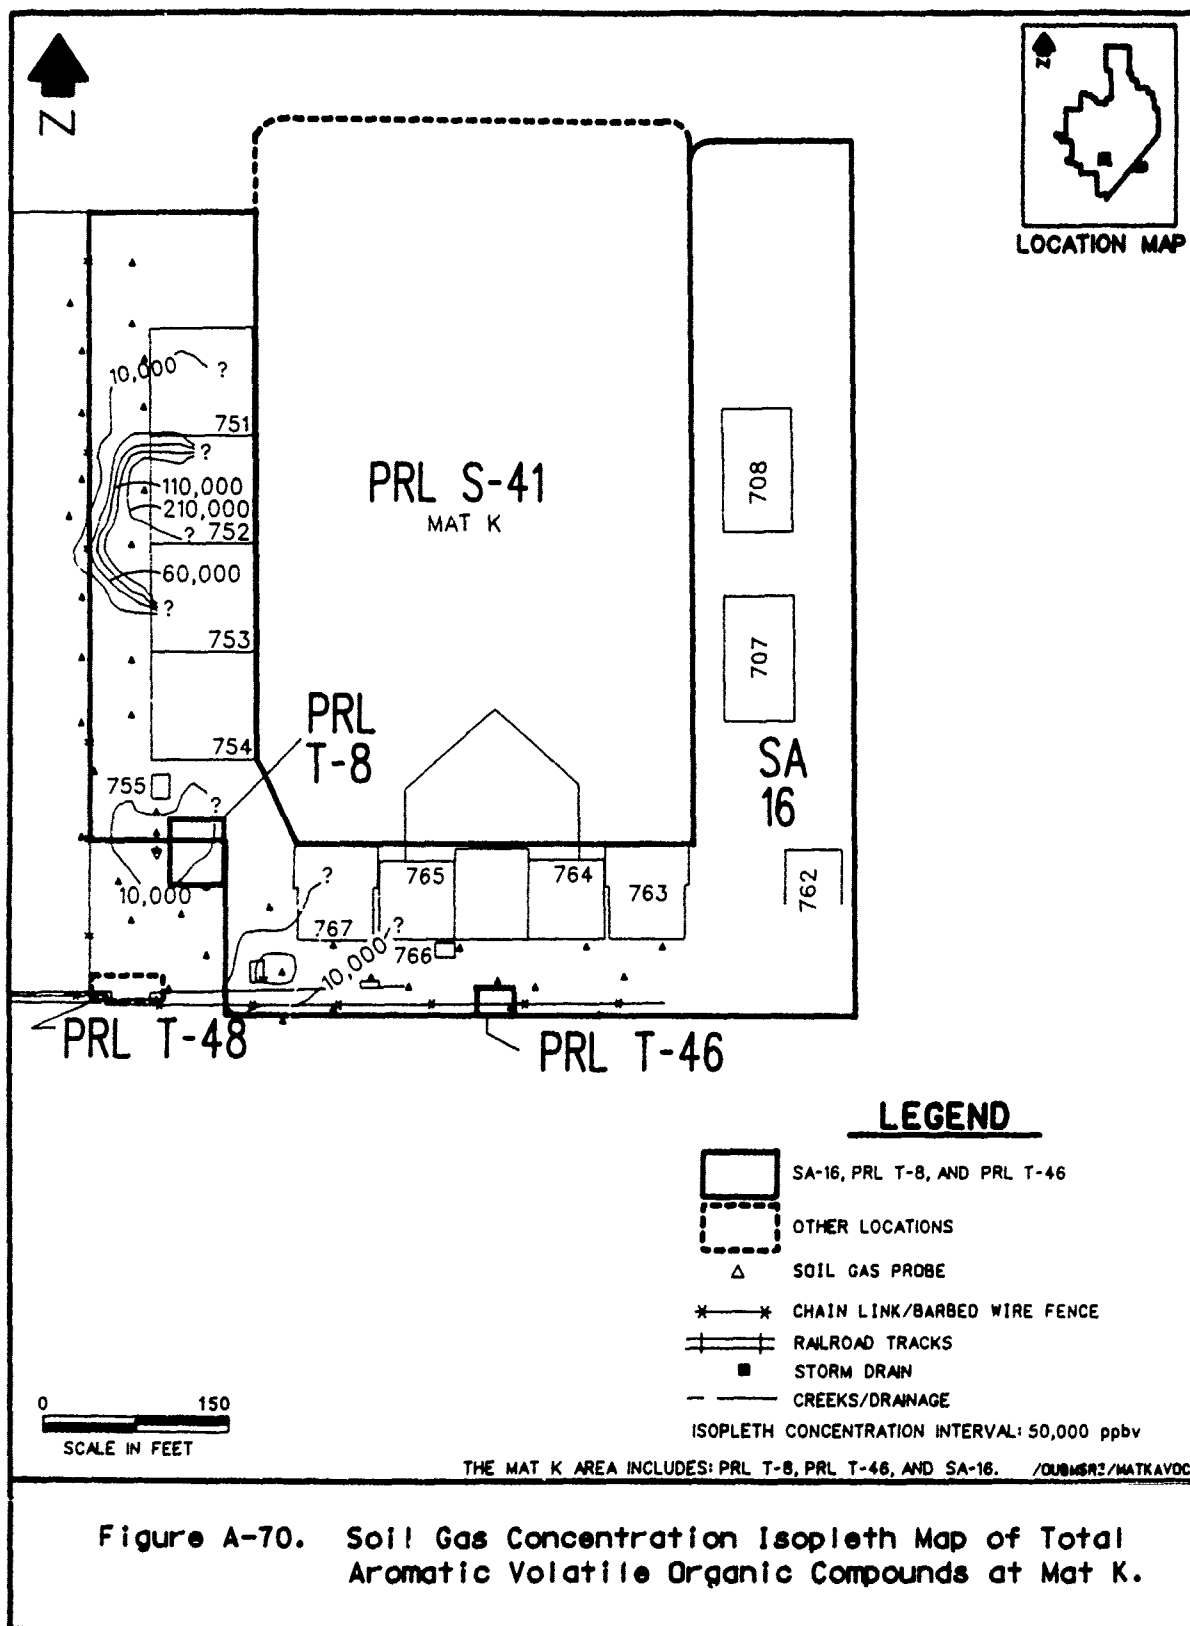 N
N
LOCATION MAP
10,000
?
751
?
110,000
210,000
?
752
60,000
?
753
754
PRL S-41
MAT K
708
707
SA
16
762
PRL
T-8
755
?
10,000
?
767
765
764
763
?
10,000
766
PRL T-48
PRL T-46
LEGEND
SA-16, PRL T-8, AND PRL T-46
OTHER LOCATIONS
SOIL GAS PROBE
CHAIN LINK/BARBED WIRE FENCE
RAILROAD TRACKS
STORM DRAIN
CREEKS/DRAINAGE
ISOPLETH CONCENTRATION INTERVAL: 50,000 ppbv
0 150
SCALE IN FEET
THE MAT K AREA INCLUDES: PRL T-8, PRL T-46, AND SA-16.
Figure A-70. Soil Gas Concentration Isopleth Map of Total
Aromatic Volatile Organic Compounds at Mat K.